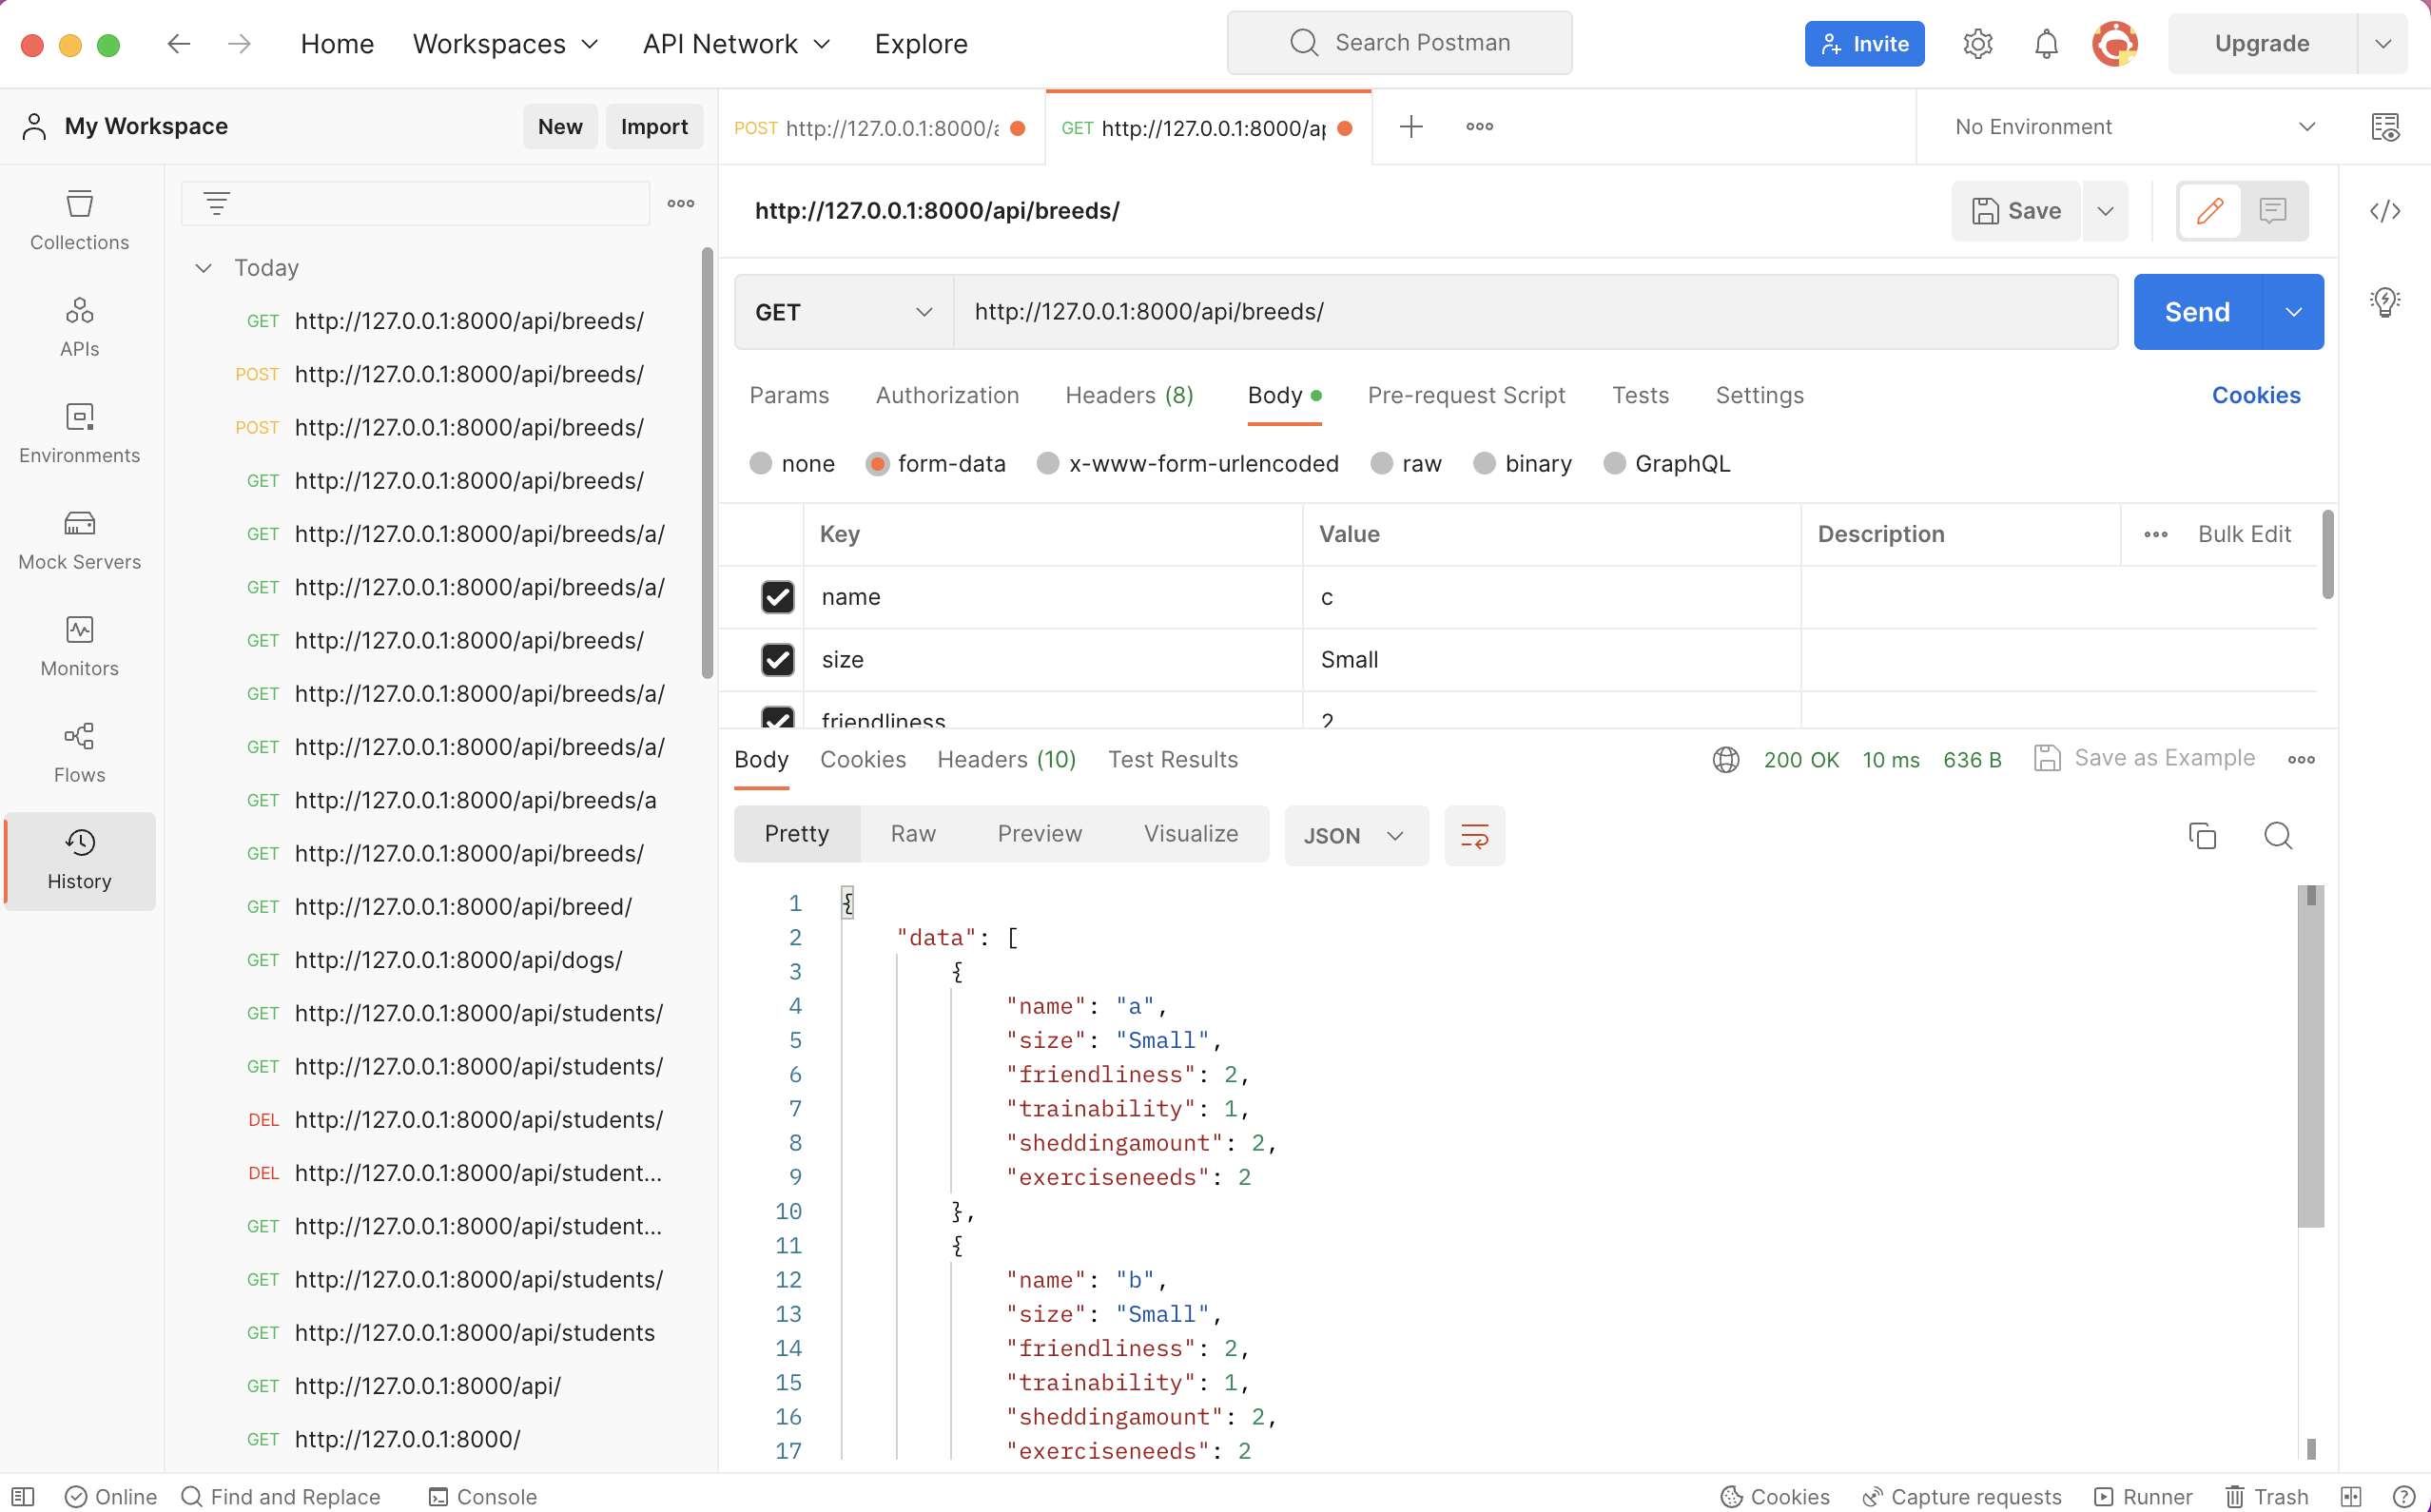 Home Workspaces API Network Explore Search Postman Invite Upgrade
My Workspace New Import
POST http://127.0.0.1:8000/a GET http://127.0.0.1:8000/ap No Environment
Collections
APIs
Environments
Mock Servers
Monitors
Flows
History
Today
GET http://127.0.0.1:8000/api/breeds/
POST http://127.0.0.1:8000/api/breeds/
POST http://127.0.0.1:8000/api/breeds/
GET http://127.0.0.1:8000/api/breeds/
GET http://127.0.0.1:8000/api/breeds/a/
GET http://127.0.0.1:8000/api/breeds/a/
GET http://127.0.0.1:8000/api/breeds/
GET http://127.0.0.1:8000/api/breeds/a/
GET http://127.0.0.1:8000/api/breeds/a/
GET http://127.0.0.1:8000/api/breeds/a
GET http://127.0.0.1:8000/api/breeds/
GET http://127.0.0.1:8000/api/breed/
GET http://127.0.0.1:8000/api/dogs/
GET http://127.0.0.1:8000/api/students/
GET http://127.0.0.1:8000/api/students/
DEL http://127.0.0.1:8000/api/students/
DEL http://127.0.0.1:8000/api/student...
GET http://127.0.0.1:8000/api/student...
GET http://127.0.0.1:8000/api/students/
GET http://127.0.0.1:8000/api/students
GET http://127.0.0.1:8000/api/
GET http://127.0.0.1:8000/
http://127.0.0.1:8000/api/breeds/ Save
GET http://127.0.0.1:8000/api/breeds/ Send
Params Authorization Headers (8) Body Pre-request Script Tests Settings Cookies
none form-data x-www-form-urlencoded raw binary GraphQL
Key Value Description Bulk Edit
name c
size Small
friendliness 2
Body Cookies Headers (10) Test Results 200 OK 10 ms 636 B Save as Example
Pretty Raw Preview Visualize JSON
1 {
2 "data": [
3 {
4 "name": "a",
5 "size": "Small",
6 "friendliness": 2,
7 "trainability": 1,
8 "sheddingamount": 2,
9 "exerciseneeds": 2
10 },
11 {
12 "name": "b",
13 "size": "Small",
14 "friendliness": 2,
15 "trainability": 1,
16 "sheddingamount": 2,
17 "exerciseneeds": 2
Online Find and Replace Console Cookies Capture requests Runner Trash